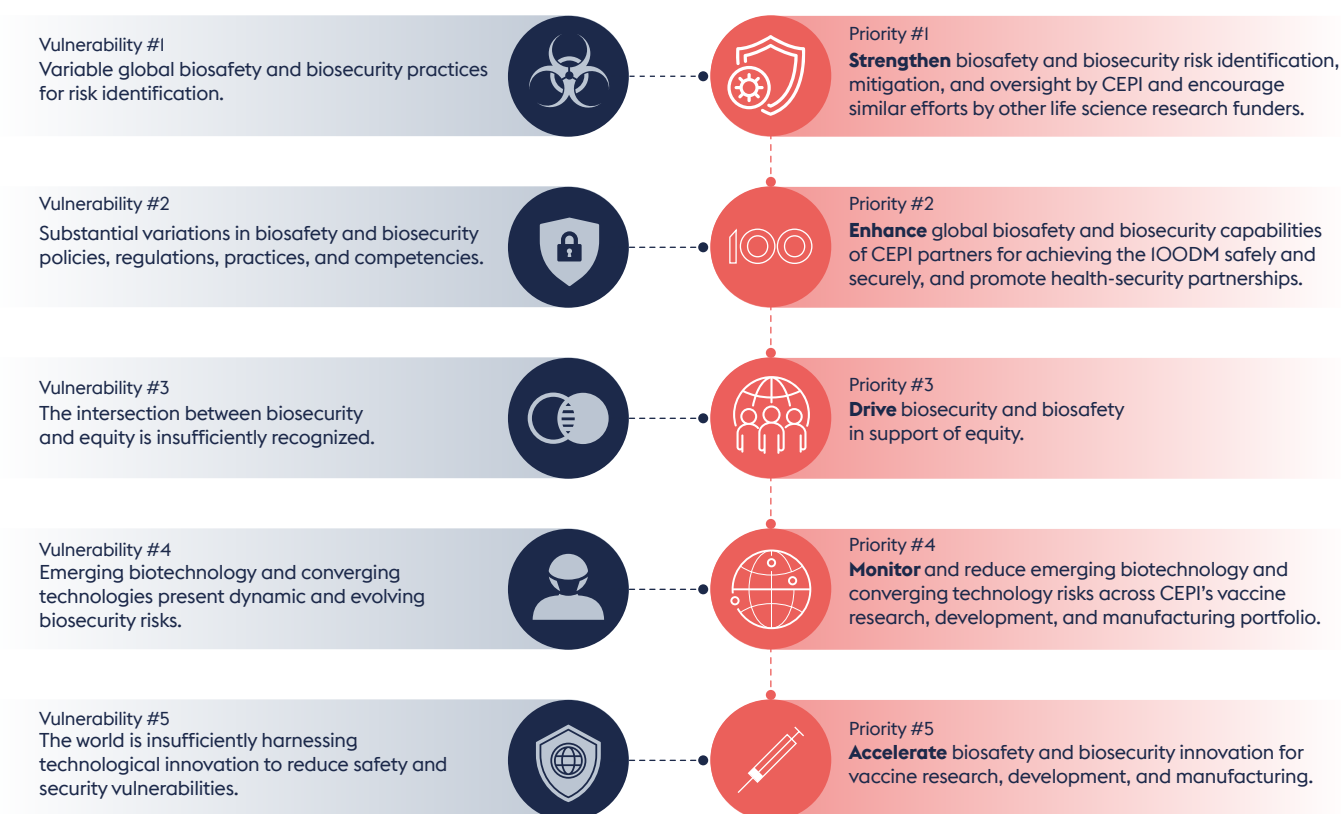 Vulnerability #1
Variable global biosafety and biosecurity practices
for risk identification.
Priority #1
Strengthen biosafety and biosecurity risk identification,
mitigation, and oversight by CEPI and encourage
similar efforts by other life science research funders.
Vulnerability #2
Substantial variations in biosafety and biosecurity
policies, regulations, practices, and competencies.
100
Priority #2
Enhance global biosafety and biosecurity capabilities
of CEPI partners for achieving the 100DM safely and
securely, and promote health-security partnerships.
Vulnerability #3
The intersection between biosecurity
and equity is insufficiently recognized.
Priority #3
Drive biosecurity and biosafety
in support of equity.
Vulnerability #4
Emerging biotechnology and converging
technologies present dynamic and evolving
biosecurity risks.
Priority #4
Monitor and reduce emerging biotechnology and
converging technology risks across CEPI's vaccine
research, development, and manufacturing portfolio.
Vulnerability #5
The world is insufficiently harnessing
technological innovation to reduce safety and
security vulnerabilities.
Priority #5
Accelerate biosafety and biosecurity innovation for
vaccine research, development, and manufacturing.